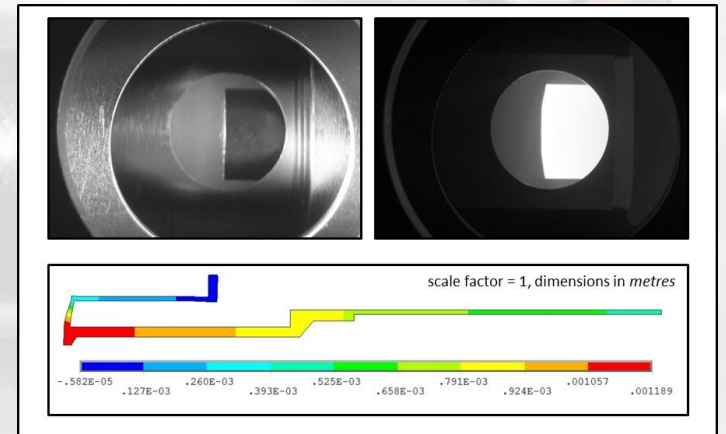 scale factor = 1, dimensions in metres
-.582E-05 .260E-03 .525E-03 .791E-03 .001057
.127E-03 .393E-03 .658E-03 .924E-03 .001189